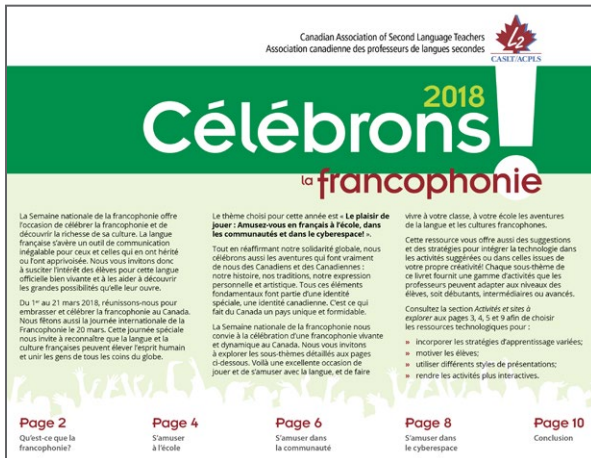 Canadian Association of Second Language Teachers
Association canadienne des professeurs de langues secondes
L2
CASLT/ACPLS
2018
Célébrons!
la francophonie
La Semaine nationale de la francophonie offre
l'occasion de célébrer la francophonie et de
découvrir la richesse de sa culture. La langue
française s'avère un outil de communication
inégalable pour ceux et celles qui en ont hérité
ou l'ont apprivoisée. Nous vous invitons donc
à susciter l'intérêt des élèves pour cette langue
officielle bien vivante et à les aider à découvrir
les grandes possibilités qu'elle leur ouvre.
Du 1er au 21 mars 2018, réunissons-nous pour
embrasser et célébrer la francophonie au Canada.
Nous fêtons aussi la Journée internationale de la
Francophonie le 20 mars. Cette journée spéciale
nous invite à reconnaître que la langue et la
culture françaises peuvent élever l'esprit humain
et unir les gens de tous les coins du globe.
Le thème choisi pour cette année est « Le plaisir de
jouer : Amusez-vous en français à l'école, dans
les communautés et dans le cyberespace! ».
Tout en réaffirmant notre solidarité globale, nous
célébrons aussi les aventures qui font vraiment
de nous des Canadiens et des Canadiennes :
notre histoire, nos traditions, notre expression
personnelle et artistique. Tous ces éléments
fondamentaux font partie d'une identité
spéciale, une identité canadienne. C'est ce qui
fait du Canada un pays unique et formidable.
La Semaine nationale de la francophonie nous
convie à la célébration d'une francophonie vivante
et dynamique au Canada. Nous vous invitons
à explorer les sous-thèmes détaillés aux pages
ci-dessous. Voilà une excellente occasion de
jouer et de s'amuser avec la langue, et de faire
vivre à votre classe, à votre école les aventures
de la langue et la cultures francophones.
Cette ressource vous offre aussi des suggestions
et des stratégies pour intégrer la technologie dans
les activités suggérées ou dans celles issues de
votre propre créativité! Chaque sous-thème de
ce livret fournit une gamme d'activités que les
professeurs peuvent adapter aux niveaux des
élèves, soit débutants, intermédiaires ou avancés.
Consultez la section Activités et sites à
explorer aux pages 3, 4, 5 et 9 afin de choisir
les ressources technologiques pour :
» incorporer les stratégies d'apprentissage variées;
» motiver les élèves;
» utiliser différents styles de présentations;
» rendre les activités plus interactives.
Page 2
Qu'est-ce que la
francophonie?
Page 4
S'amuser
à l'école
Page 6
S'amuser dans
la communauté
Page 8
S'amuser dans
le cyberespace
Page 10
Conclusion